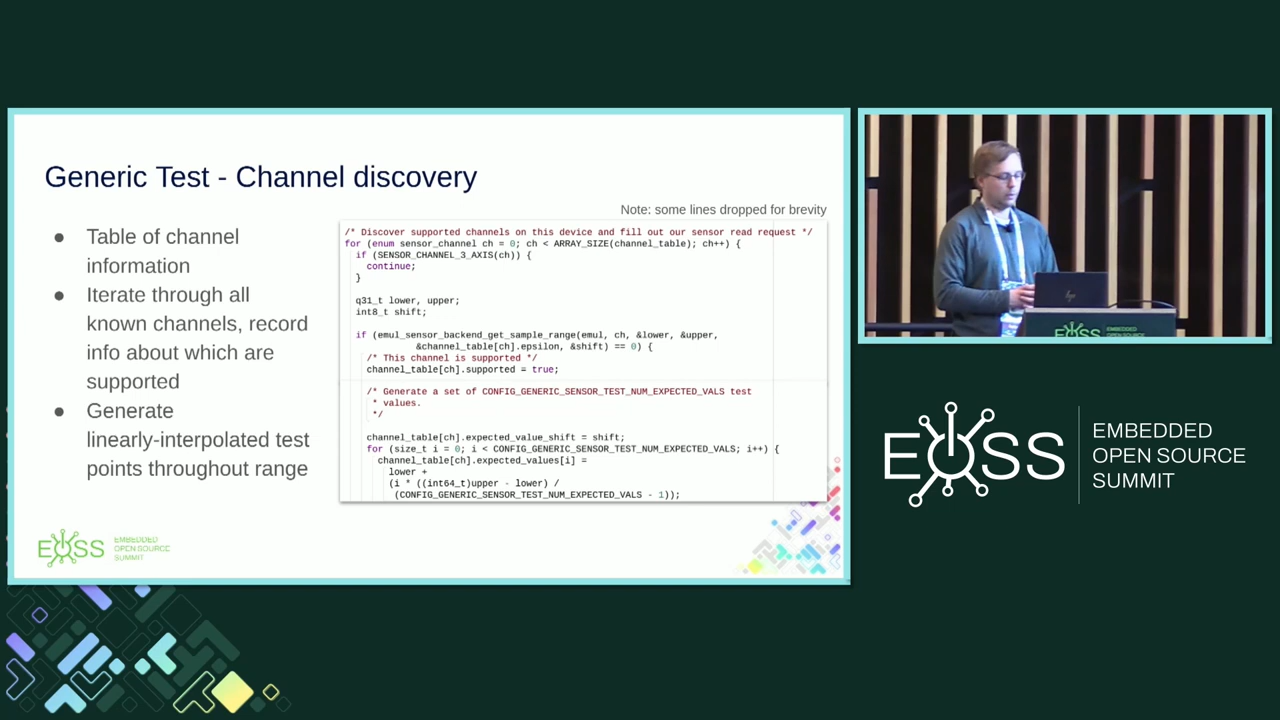 Generic Test - Channel discovery
Note: some lines dropped for brevity
● Table of channel
information
● Iterate through all
known channels, record
info about which are
supported
● Generate
linearly-interpolated test
points throughout range
/* Discover supported channels on this device and fill out our sensor read request */
for (enum sensor_channel ch = 0; ch < ARRAY_SIZE(channel_table); ch++) {
  if (SENSOR_CHANNEL_3_AXIS(ch)) {
    continue;
  }
  q31_t lower, upper;
  int8_t shift;
  if (emul_sensor_backend_get_sample_range(emul, ch, &lower, &upper,
             &channel_table[ch].epsilon, &shift) == 0) {
    /* This channel is supported */
    channel_table[ch].supported = true;
    /* Generate a set of CONFIG_GENERIC_SENSOR_TEST_NUM_EXPECTED_VALS test
     * values.
     */
    channel_table[ch].expected_value_shift = shift;
    for (size_t i = 0; i < CONFIG_GENERIC_SENSOR_TEST_NUM_EXPECTED_VALS; i++) {
      channel_table[ch].expected_values[i] =
        lower +
        (i * ((int64_t)upper - lower) /
         (CONFIG_GENERIC_SENSOR_TEST_NUM_EXPECTED_VALS - 1));
EOSS
EMBEDDED
OPEN SOURCE
SUMMIT
hp
EOSS
EOSS
EMBEDDED
OPEN SOURCE
SUMMIT